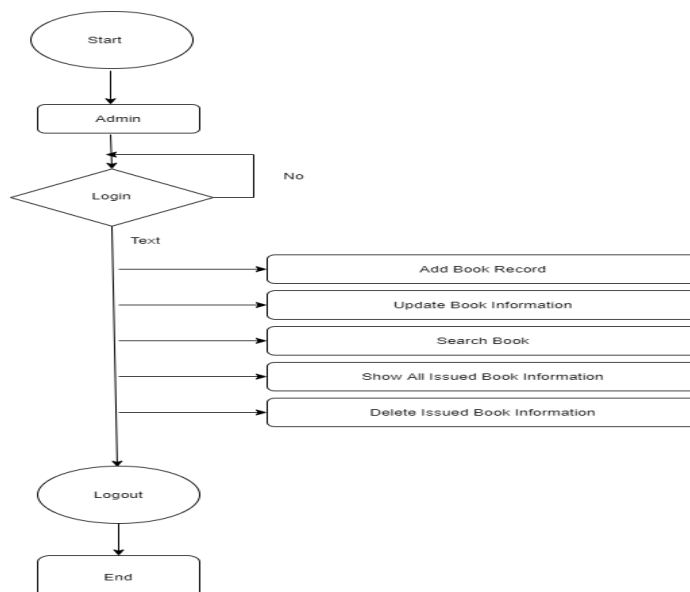 Start
Admin
No
Login
Text
Add Book Record
Update Book Information
Search Book
Show All Issued Book Information
Delete Issued Book Information
Logout
End